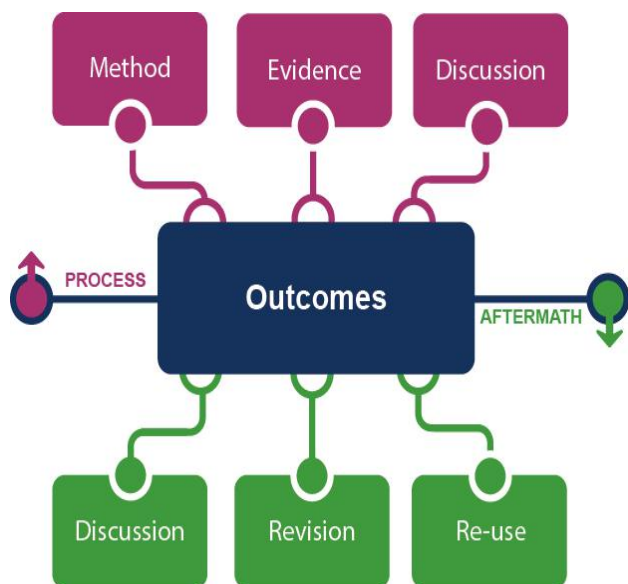 Method
Evidence
Discussion
PROCESS
Outcomes
AFTERMATH
Discussion
Revision
Re-use